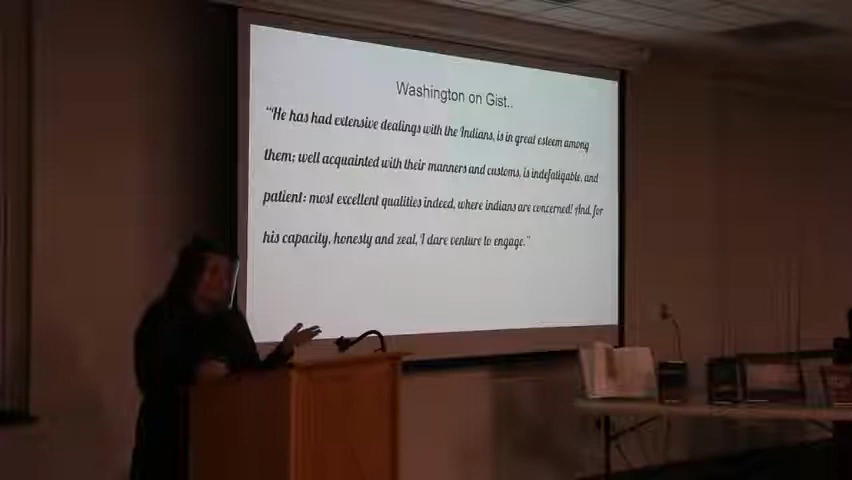 Washington on Gist..
“He has had extensive dealings with the Indians, is in great esteem among
them; well acquainted with their manners and customs, is indefatigable, and
patient: most excellent qualities indeed, where indians are concerned! And, for
his capacity, honesty and zeal, I dare venture to engage.”